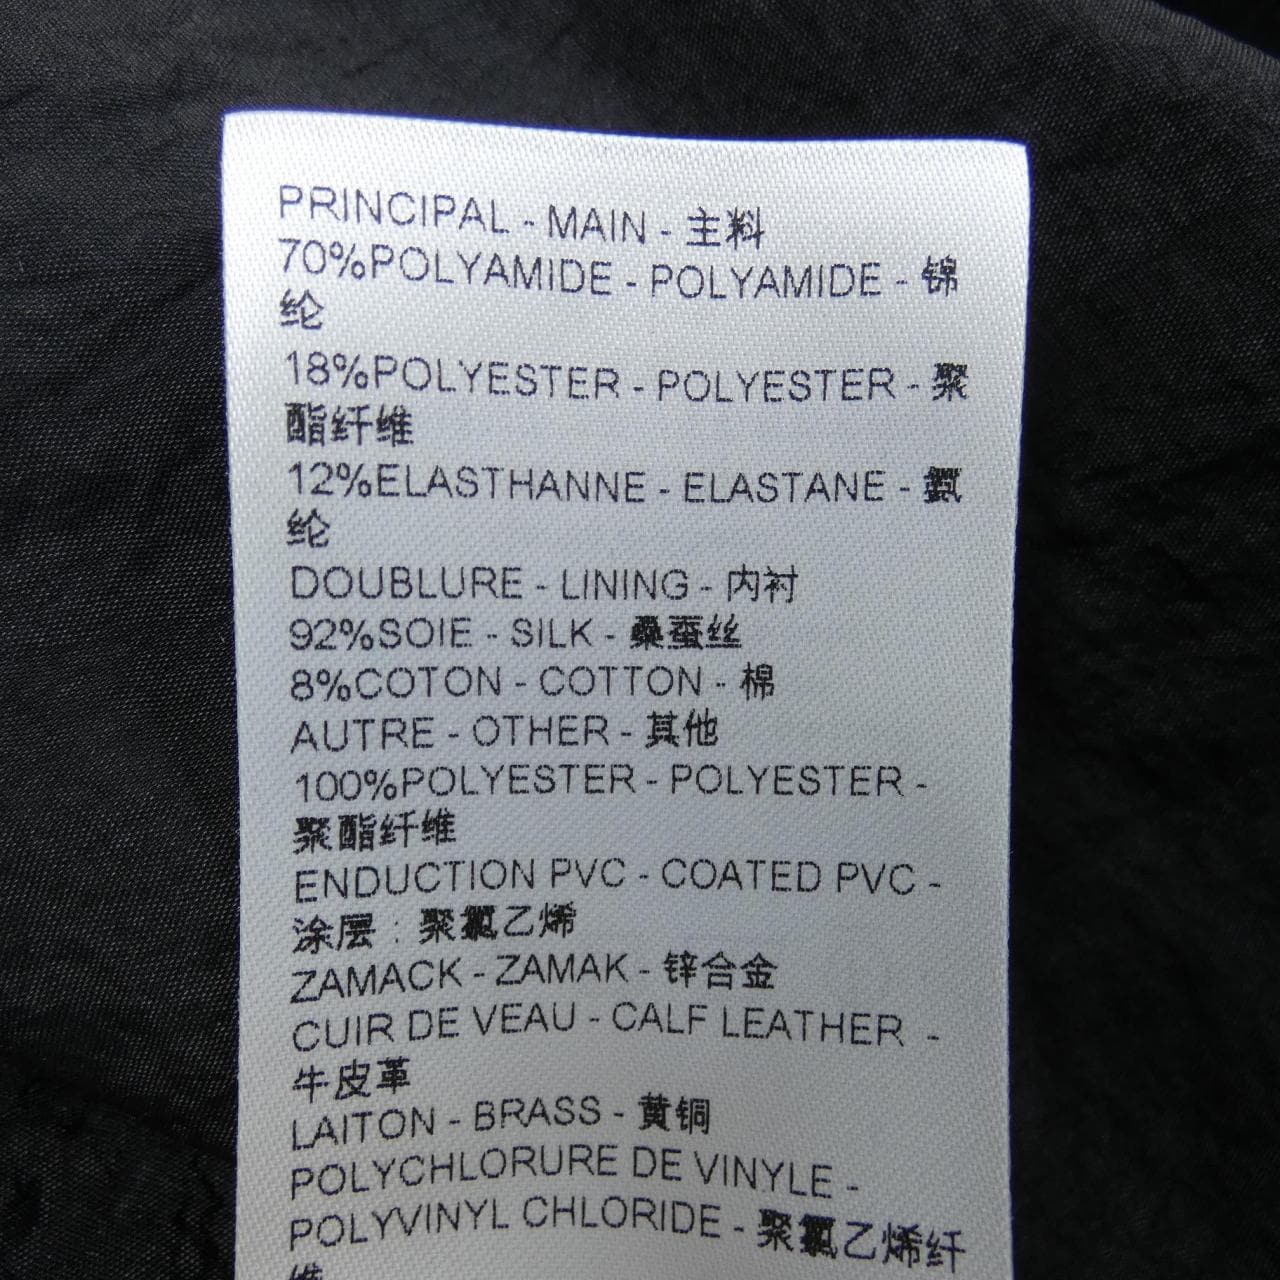 PRINCIPAL - MAIN - 主料
70%POLYAMIDE - POLYAMIDE - 锦
纶
18%POLYESTER - POLYESTER - 聚
酯纤维
12%ELASTHANNE - ELASTANE - 氨
纶
DOUBLURE - LINING - 内衬
92%SOIE - SILK - 桑蚕丝
8%COTON - COTTON - 棉
AUTRE - OTHER - 其他
100%POLYESTER - POLYESTER -
聚酯纤维
ENDUCTION PVC - COATED PVC -
涂层 : 聚氯乙烯
ZAMACK - ZAMAK - 锌合金
CUIR DE VEAU - CALF LEATHER -
牛皮革
LAITON - BRASS - 黄铜
POLYCHLORURE DE VINYLE -
POLYVINYL CHLORIDE - 聚氯乙烯纤
维